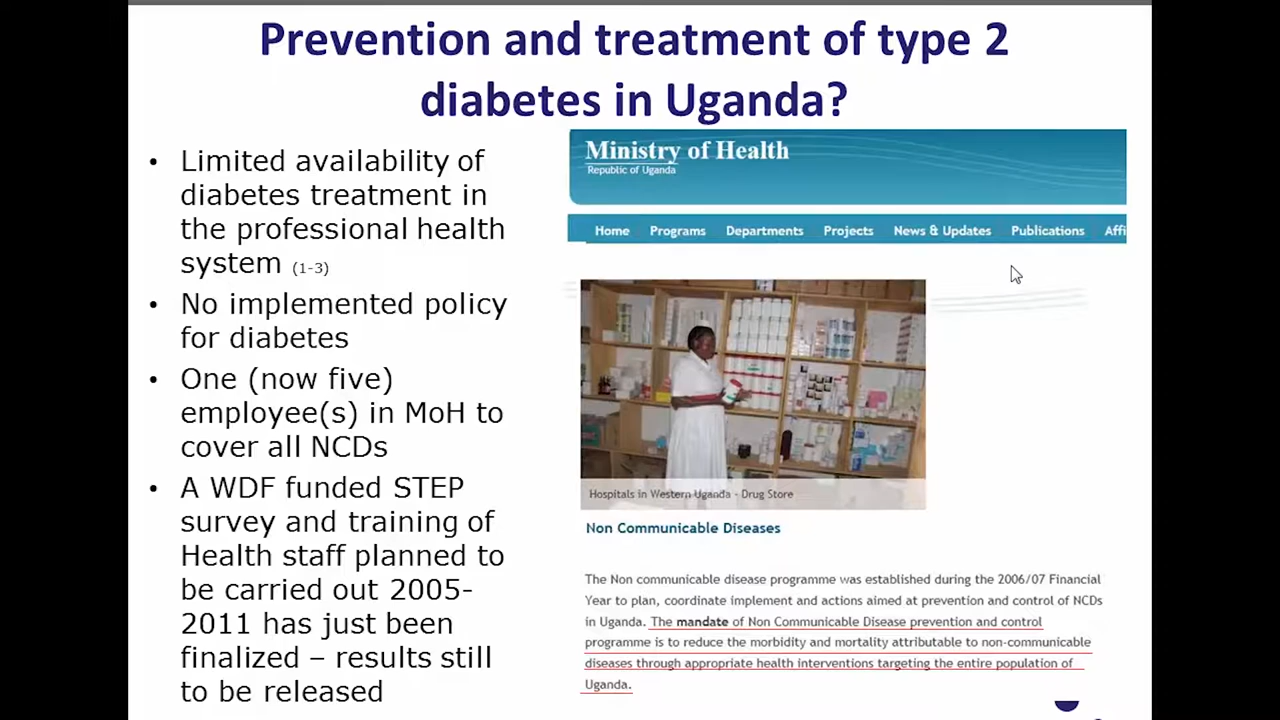 Prevention and treatment of type 2
diabetes in Uganda?
• Limited availability of
diabetes treatment in
the professional health
system (1-3)
• No implemented policy
for diabetes
• One (now five)
employee(s) in MoH to
cover all NCDs
• A WDF funded STEP
survey and training of
Health staff planned to
be carried out 2005-
2011 has just been
finalized – results still
to be released
Ministry of Health
Republic of Uganda
Home Programs Departments Projects News & Updates Publications Affi
Hospitals in Western Uganda - Drug Store
Non Communicable Diseases
The Non communicable disease programme was established during the 2006/07 Financial
Year to plan, coordinate implement and actions aimed at prevention and control of NCDs
in Uganda. The mandate of Non Communicable Disease prevention and control
programme is to reduce the morbidity and mortality attributable to non-communicable
diseases through appropriate health interventions targeting the entire population of
Uganda.